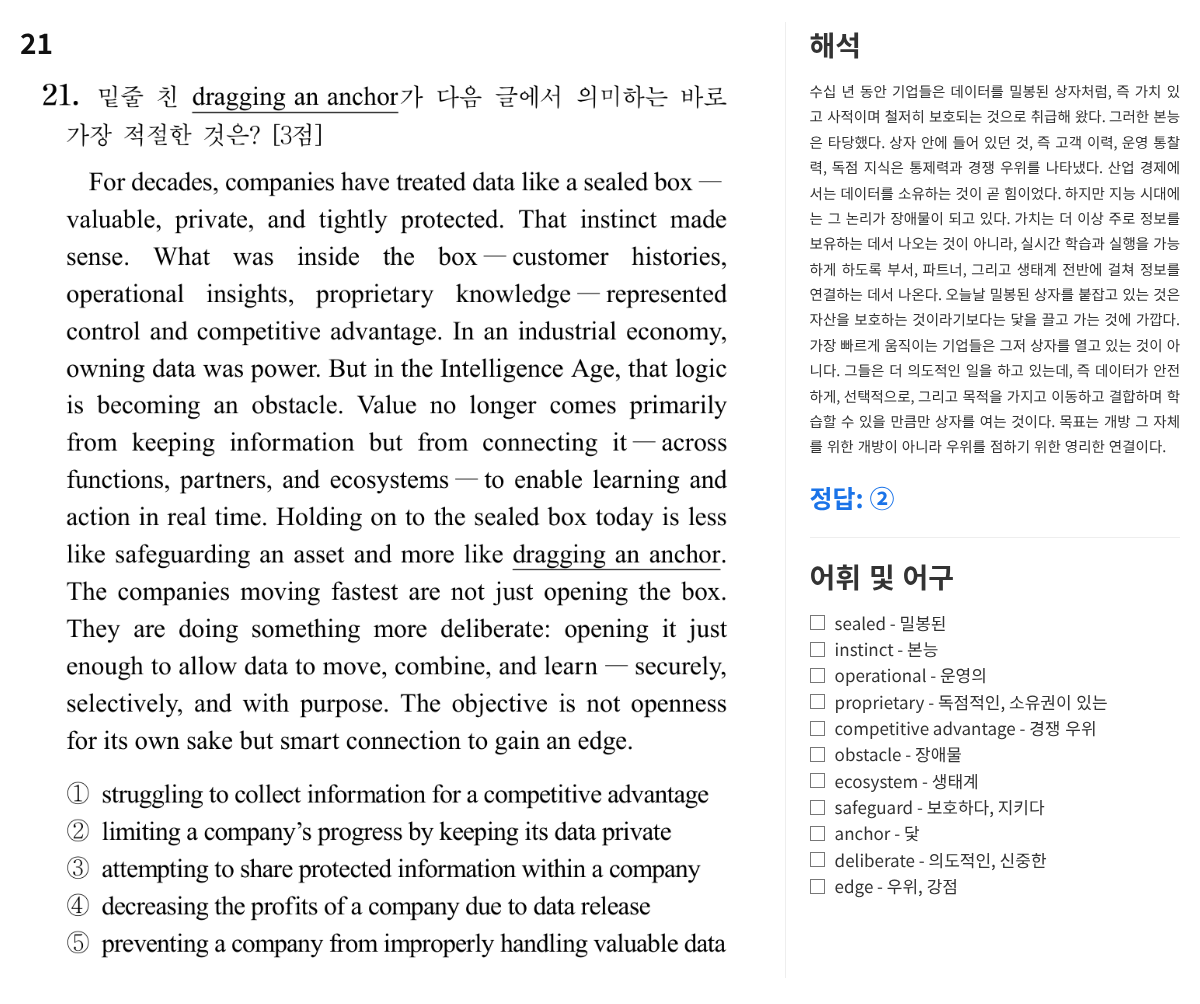 21
21. 밑줄 친 dragging an anchor가 다음 글에서 의미하는 바로
가장 적절한 것은? [3점]
For decades, companies have treated data like a sealed box —
valuable, private, and tightly protected. That instinct made
sense. What was inside the box — customer histories,
operational insights, proprietary knowledge — represented
control and competitive advantage. In an industrial economy,
owning data was power. But in the Intelligence Age, that logic
is becoming an obstacle. Value no longer comes primarily
from keeping information but from connecting it — across
functions, partners, and ecosystems — to enable learning and
action in real time. Holding on to the sealed box today is less
like safeguarding an asset and more like dragging an anchor.
The companies moving fastest are not just opening the box.
They are doing something more deliberate: opening it just
enough to allow data to move, combine, and learn — securely,
selectively, and with purpose. The objective is not openness
for its own sake but smart connection to gain an edge.
① struggling to collect information for a competitive advantage
② limiting a company's progress by keeping its data private
③ attempting to share protected information within a company
④ decreasing the profits of a company due to data release
⑤ preventing a company from improperly handling valuable data
해석
수십 년 동안 기업들은 데이터를 밀봉된 상자처럼, 즉 가치 있
고 사적이며 철저히 보호되는 것으로 취급해 왔다. 그러한 본능
은 타당했다. 상자 안에 들어 있던 것, 즉 고객 이력, 운영 통찰
력, 독점 지식은 통제력과 경쟁 우위를 나타냈다. 산업 경제에
서는 데이터를 소유하는 것이 곧 힘이었다. 하지만 지능 시대에
는 그 논리가 장애물이 되고 있다. 가치는 더 이상 주로 정보를
보유하는 데서 나오는 것이 아니라, 실시간 학습과 실행을 가능
하게 하도록 부서, 파트너, 그리고 생태계 전반에 걸쳐 정보를
연결하는 데서 나온다. 오늘날 밀봉된 상자를 붙잡고 있는 것은
자산을 보호하는 것이라기보다는 닻을 끌고 가는 것에 가깝다.
가장 빠르게 움직이는 기업들은 그저 상자를 열고 있는 것이 아
니다. 그들은 더 의도적인 일을 하고 있는데, 즉 데이터가 안전
하게, 선택적으로, 그리고 목적을 가지고 이동하고 결합하며 학
습할 수 있을 만큼만 상자를 여는 것이다. 목표는 개방 그 자체
를 위한 개방이 아니라 우위를 점하기 위한 영리한 연결이다.
정답: ②
어휘 및 어구
□ sealed - 밀봉된
□ instinct - 본능
□ operational - 운영의
□ proprietary - 독점적인, 소유권이 있는
□ competitive advantage - 경쟁 우위
□ obstacle - 장애물
□ ecosystem - 생태계
□ safeguard - 보호하다, 지키다
□ anchor - 닻
□ deliberate - 의도적인, 신중한
□ edge - 우위, 강점